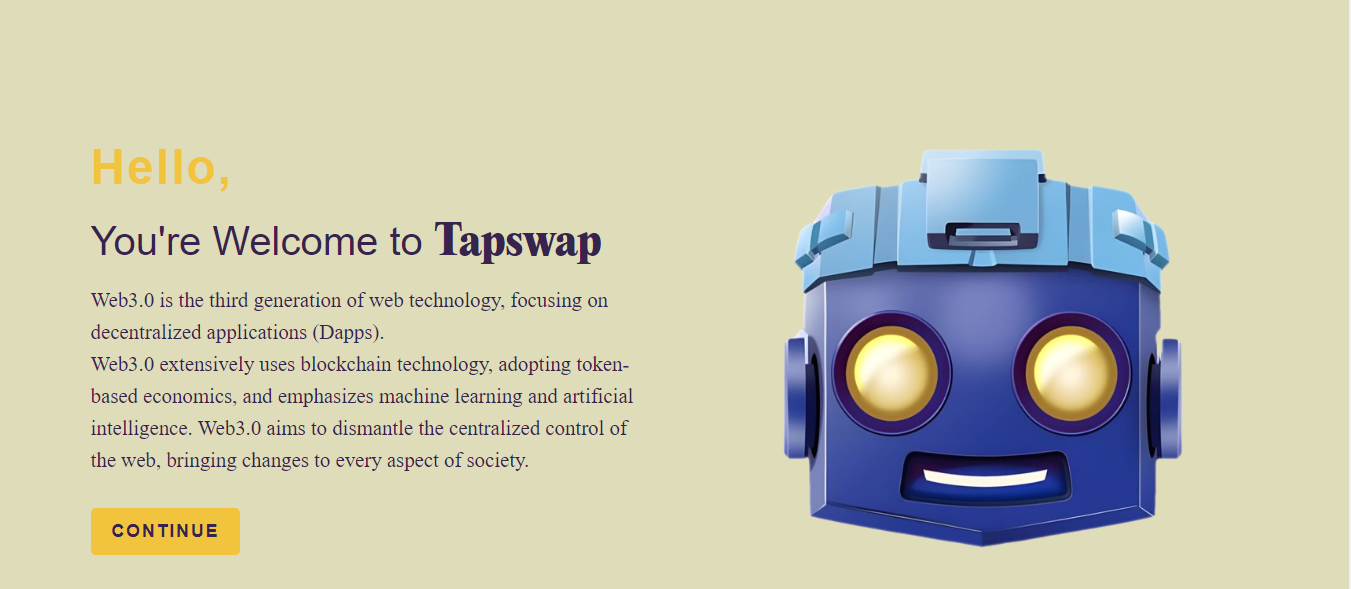 Hello,
You're Welcome to Tapswap
Web3.0 is the third generation of web technology, focusing on
decentralized applications (Dapps).
Web3.0 extensively uses blockchain technology, adopting token-
based economics, and emphasizes machine learning and artificial
intelligence. Web3.0 aims to dismantle the centralized control of
the web, bringing changes to every aspect of society.
CONTINUE